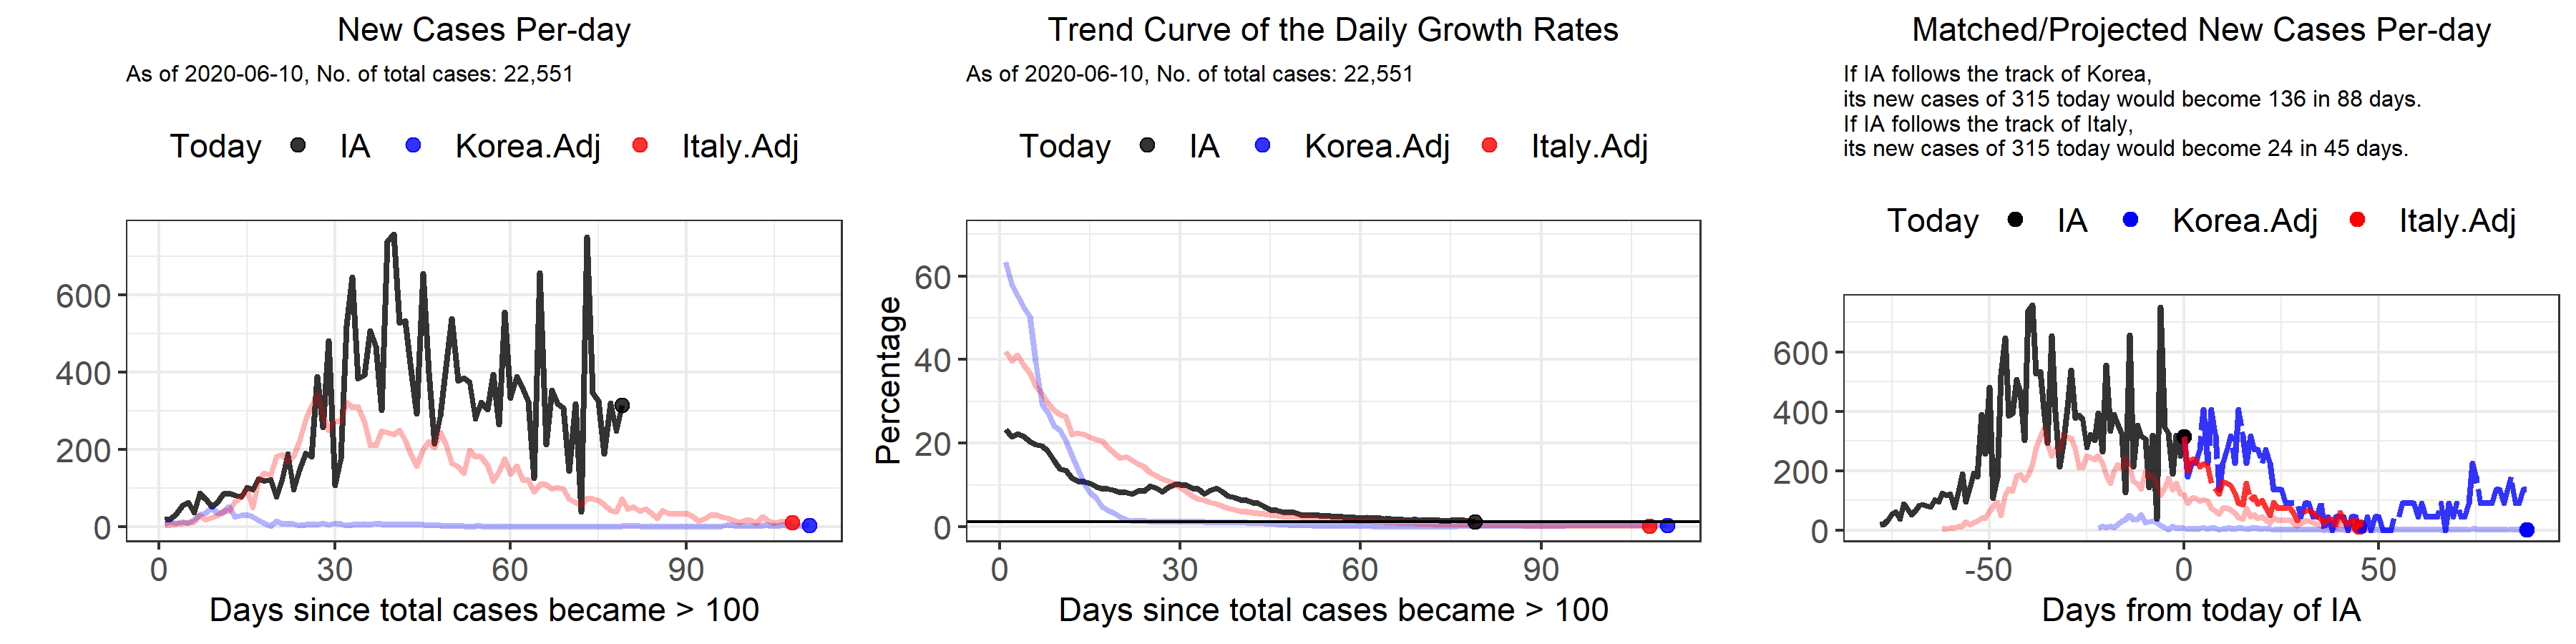 New Cases Per-day
As of 2020-06-10, No. of total cases: 22,551
Today IA Korea.Adj Italy.Adj
600
400
200
0
0 30 60 90
Days since total cases became > 100
Trend Curve of the Daily Growth Rates
As of 2020-06-10, No. of total cases: 22,551
Today IA Korea.Adj Italy.Adj
Percentage
60
40
20
0
0 30 60 90
Days since total cases became > 100
Matched/Projected New Cases Per-day
If IA follows the track of Korea,
its new cases of 315 today would become 136 in 88 days.
If IA follows the track of Italy,
its new cases of 315 today would become 24 in 45 days.
Today IA Korea.Adj Italy.Adj
600
400
200
0
-50 0 50
Days from today of IA